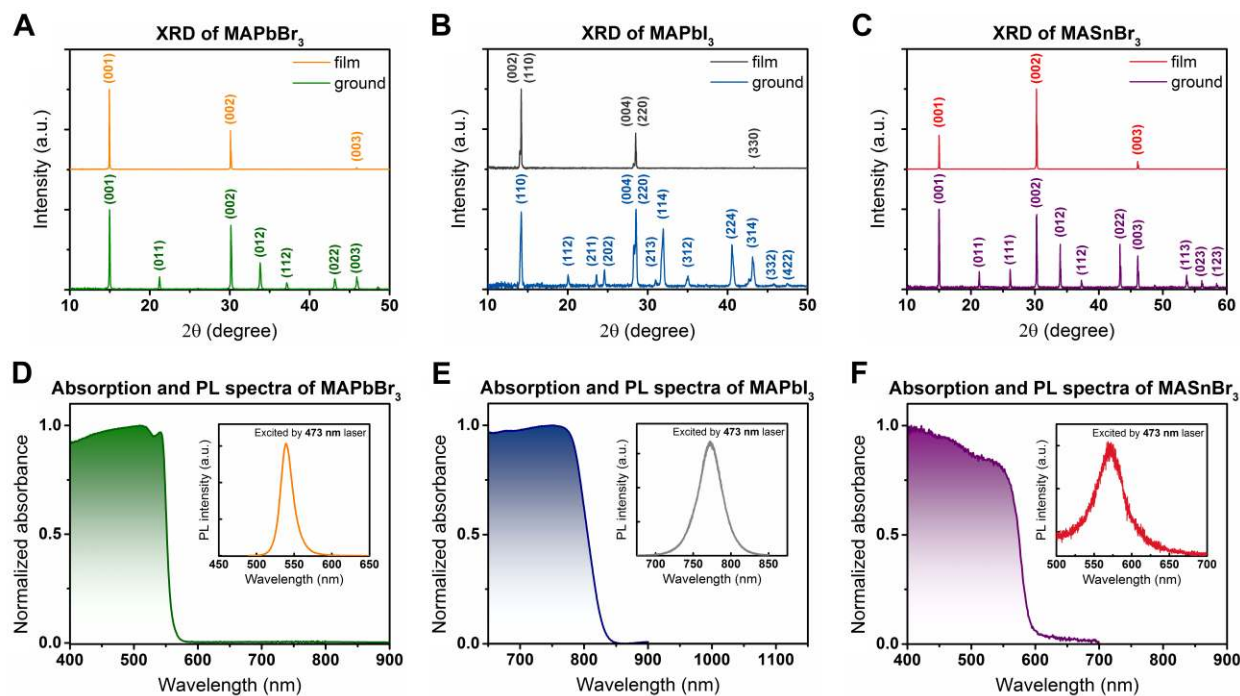 A
XRD of MAPbBr3
film
ground
(001)
(002)
(003)
(001)
(011)
(002)
(012)
(112)
(022)
(003)
Intensity (a.u.)
10 20 30 40 50
2θ (degree)
B
XRD of MAPbI3
film
ground
(002)
(110)
(004)
(220)
(330)
(110)
(112)
(211)
(202)
(004)
(220)
(213)
(114)
(312)
(224)
(314)
(332)
(422)
Intensity (a.u.)
10 15 20 25 30 35 40 45 50
2θ (degree)
C
XRD of MASnBr3
film
ground
(001)
(002)
(003)
(001)
(011)
(111)
(002)
(012)
(112)
(022)
(003)
(113)
(023)
(123)
Intensity (a.u.)
10 20 30 40 50 60
2θ (degree)
D
Absorption and PL spectra of MAPbBr3
Normalized absorbance
1.0
0.5
0.0
400 500 600 700 800 900
Wavelength (nm)
Excited by 473 nm laser
PL intensity (a.u.)
450 500 550 600 650
Wavelength (nm)
E
Absorption and PL spectra of MAPbI3
Normalized absorbance
1.0
0.5
0.0
700 800 900 1000 1100
Wavelength (nm)
Excited by 473 nm laser
PL intensity (a.u.)
700 750 800 850
Wavelength (nm)
F
Absorption and PL spectra of MASnBr3
Normalized absorbance
1.0
0.5
0.0
400 500 600 700 800 900
Wavelength (nm)
Excited by 473 nm laser
PL intensity (a.u.)
500 550 600 650 700
Wavelength (nm)